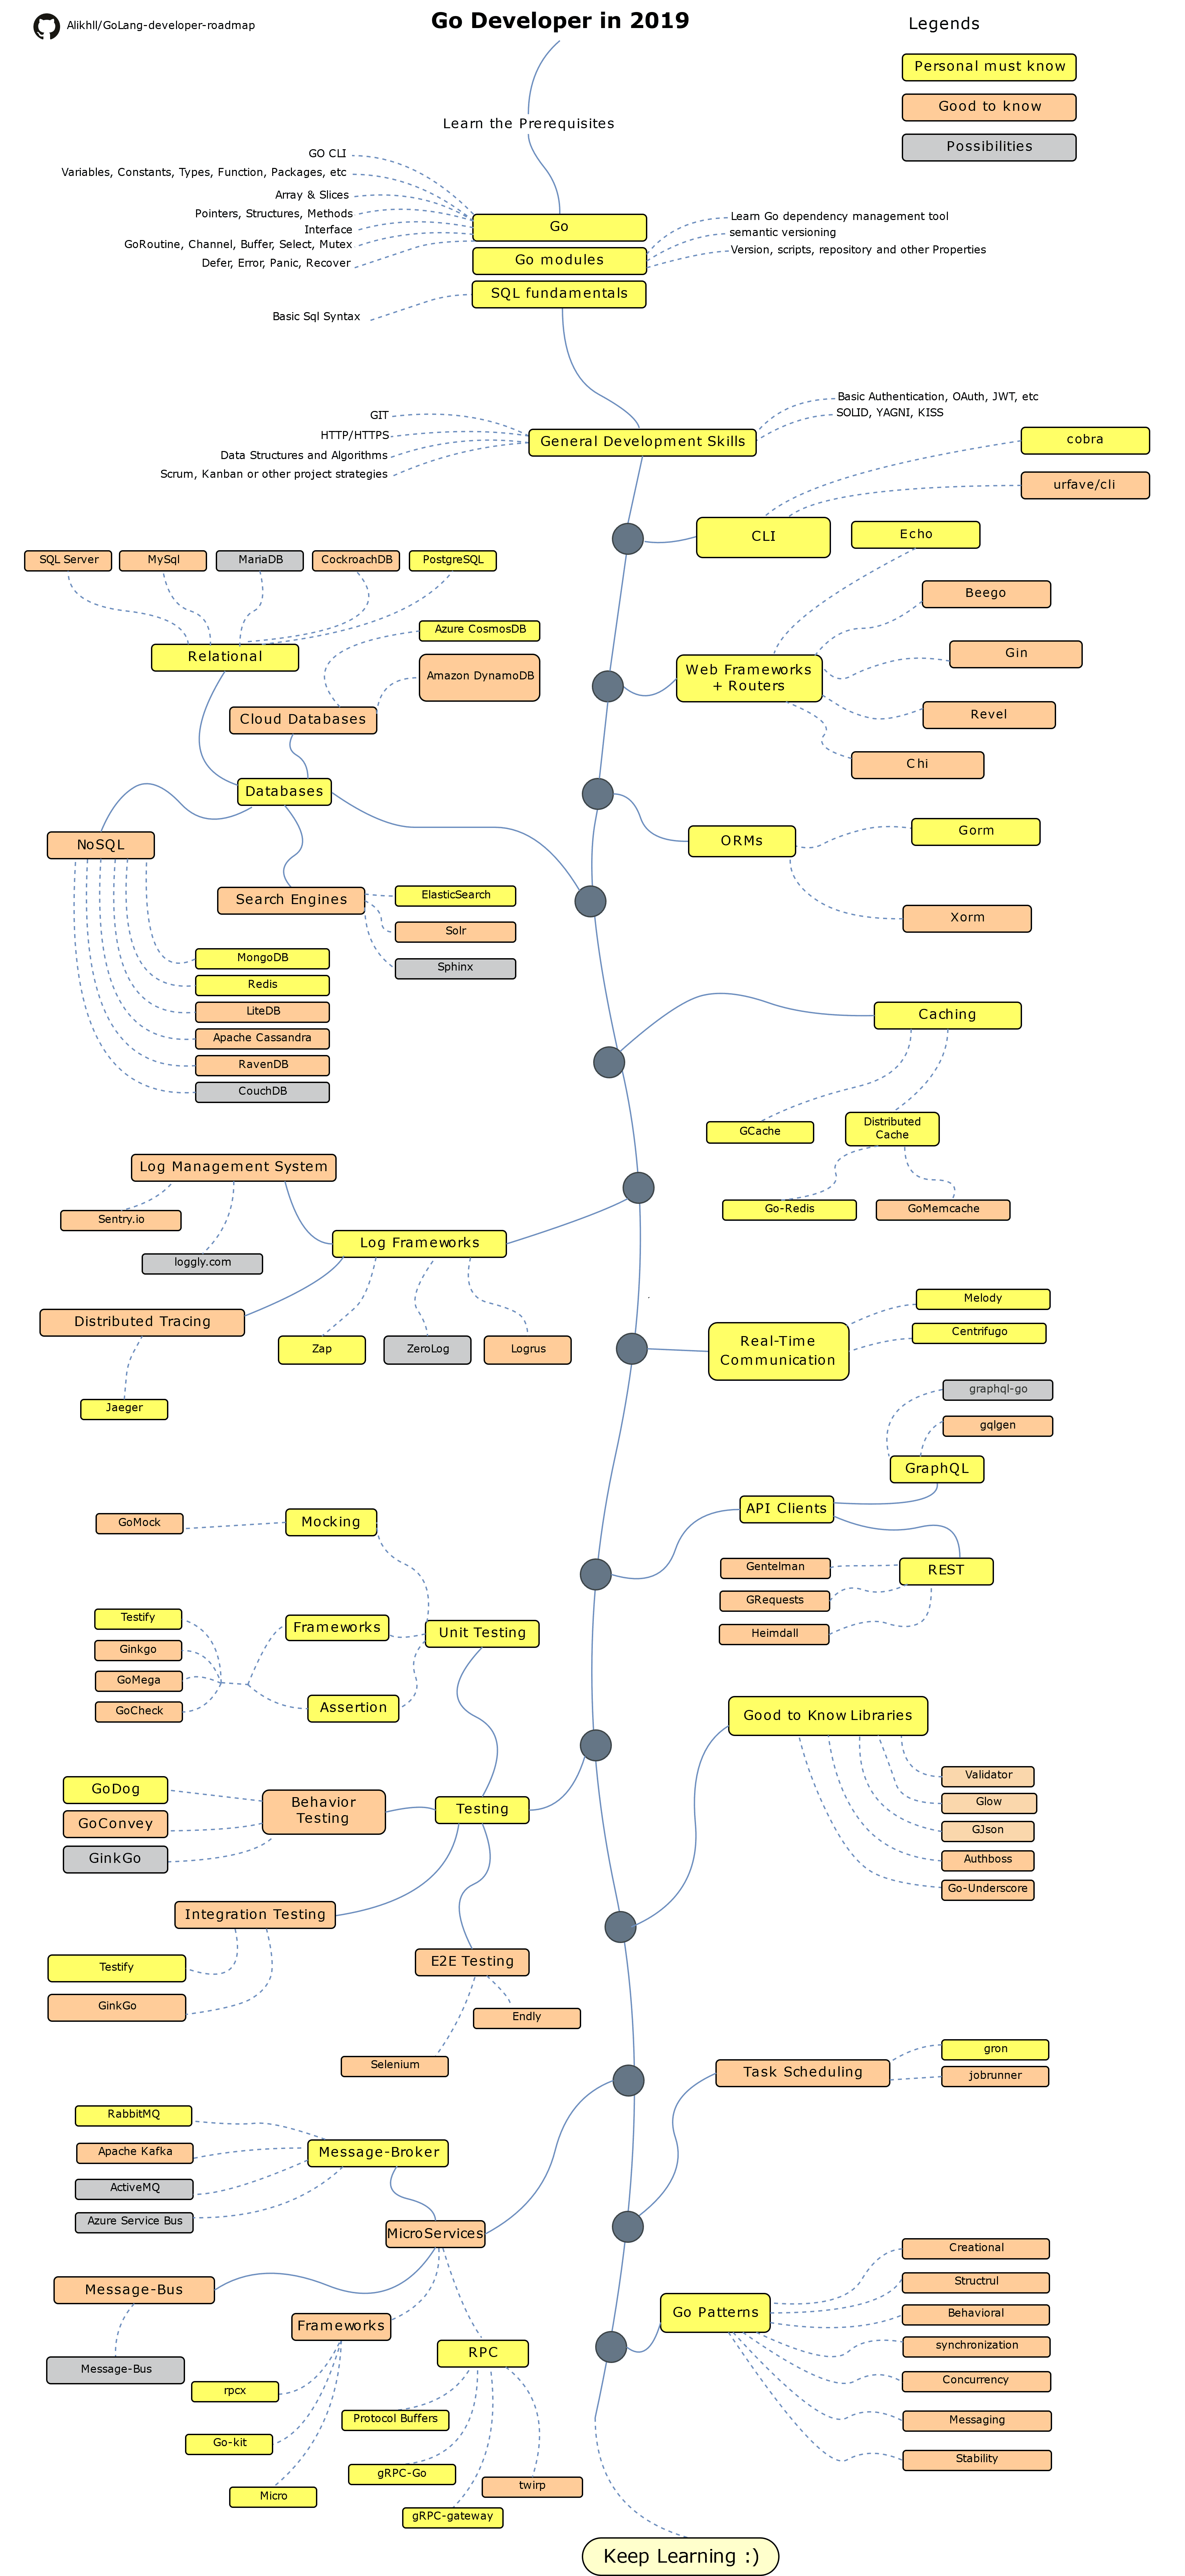 Alikhll/GoLang-developer-roadmap
Go Developer in 2019
Legends
Personal must know
Good to know
Possibilities
Learn the Prerequisites
GO CLI
Variables, Constants, Types, Function, Packages, etc
Array & Slices
Pointers, Structures, Methods
Interface
GoRoutine, Channel, Buffer, Select, Mutex
Defer, Error, Panic, Recover
Go
Go modules
SQL fundamentals
Learn Go dependency management tool
semantic versioning
Version, scripts, repository and other Properties
Basic Sql Syntax
GIT
HTTP/HTTPS
Data Structures and Algorithms
Scrum, Kanban or other project strategies
General Development Skills
Basic Authentication, OAuth, JWT, etc
SOLID, YAGNI, KISS
cobra
urfave/cli
CLI
Echo
Beego
Gin
Revel
Chi
Web Frameworks
+ Routers
SQL Server
MySql
MariaDB
CockroachDB
PostgreSQL
Relational
Azure CosmosDB
Amazon DynamoDB
Cloud Databases
Databases
NoSQL
Search Engines
ElasticSearch
Solr
Sphinx
MongoDB
Redis
LiteDB
Apache Cassandra
RavenDB
CouchDB
ORMs
Gorm
Xorm
Caching
GCache
Distributed
Cache
Go-Redis
GoMemcache
Log Management System
Sentry.io
loggly.com
Log Frameworks
Distributed Tracing
Zap
ZeroLog
Logrus
Jaeger
Real-Time
Communication
Melody
Centrifugo
graphql-go
gqlgen
GraphQL
API Clients
REST
Gentelman
GRequests
Heimdall
GoMock
Mocking
Testify
Ginkgo
GoMega
GoCheck
Frameworks
Unit Testing
Assertion
Good to Know Libraries
Validator
Glow
GJson
Authboss
Go-Underscore
GoDog
GoConvey
GinkGo
Behavior
Testing
Testing
Integration Testing
Testify
GinkGo
E2E Testing
Endly
Selenium
Task Scheduling
gron
jobrunner
RabbitMQ
Apache Kafka
ActiveMQ
Azure Service Bus
Message-Broker
MicroServices
Message-Bus
Message-Bus
Frameworks
rpcx
Go-kit
Micro
RPC
Protocol Buffers
gRPC-Go
gRPC-gateway
twirp
Go Patterns
Creational
Structrul
Behavioral
synchronization
Concurrency
Messaging
Stability
Keep Learning :)